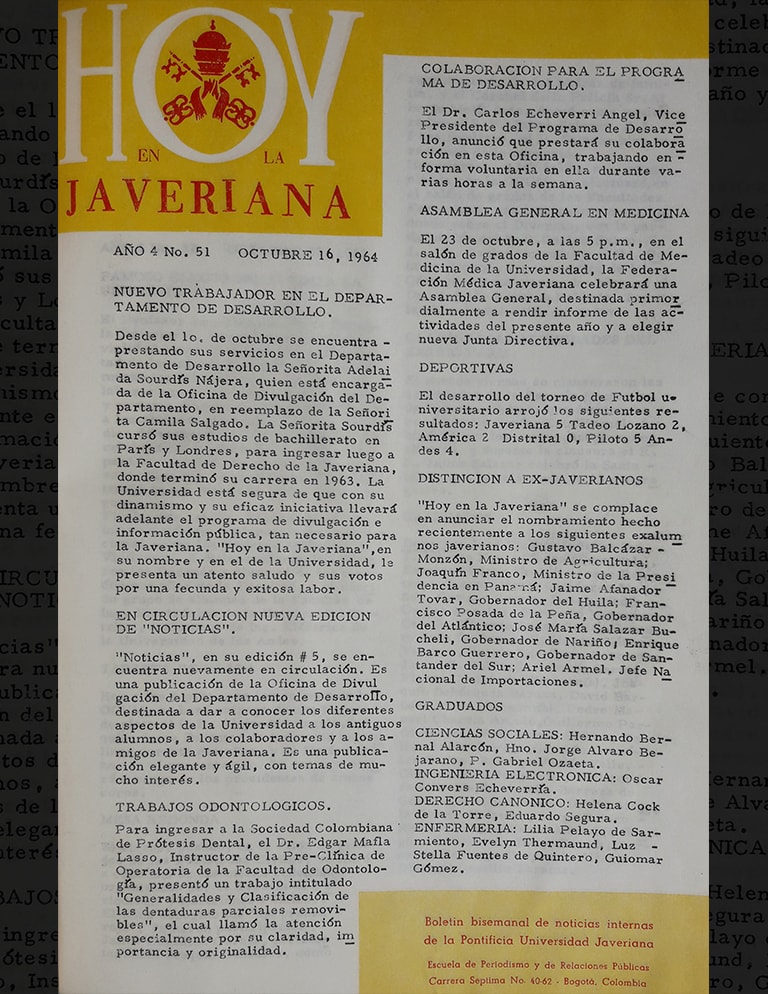 HOY
EN LA
JAVERIANA
AÑO 4 No. 51 OCTUBRE 16, 1964
NUEVO TRABAJADOR EN EL DEPAR-
TAMENTO DE DESARROLLO.
Desde el 1o. de octubre se encuentra -
prestando sus servicios en el Departa-
mento de Desarrollo la Señorita Adelai
da Sourdís Nájera, quien está encarga-
da de la Oficina de Divulgación del De-
partamento, en reemplazo de la Señori
ta Camila Salgado. La Señorita Sourdís
cursó sus estudios de bachillerato en
París y Londres, para ingresar luego a
la Facultad de Derecho de la Javeriana,
donde terminó su carrera en 1963. La
Universidad está segura de que con su
dinamismo y su eficaz iniciativa llevará
adelante el programa de divulgación e
información pública, tan necesario para
la Javeriana. "Hoy en la Javeriana", en
su nombre y en el de la Universidad, le
presenta un atento saludo y sus votos
por una fecunda y exitosa labor.
EN CIRCULACION NUEVA EDICION
DE "NOTICIAS".
"Noticias", en su edición # 5, se en-
cuentra nuevamente en circulación. Es
una publicación de la Oficina de Divul
gación del Departamento de Desarrollo,
destinada a dar a conocer los diferentes
aspectos de la Universidad a los antiguos
alumnos, a los colaboradores y a los a-
migos de la Javeriana. Es una publica-
ción elegante y ágil, con temas de mu-
cho interés.
TRABAJOS ODONTOLOGICOS.
Para ingresar a la Sociedad Colombiana
de Prótesis Dental, el Dr. Edgar Mafla
Lasso, Instructor de la Pre-Clínica de
Operatoria de la Facultad de Odontolo-
gía, presentó un trabajo intitulado
"Generalidades y Clasificación de
las dentaduras parciales removi-
bles", el cual llamó la atención
especialmente por su claridad, im
portancia y originalidad.
COLABORACION PARA EL PROGRA
MA DE DESARROLLO.
El Dr. Carlos Echeverri Angel, Vice
Presidente del Programa de Desarro
llo, anunció que prestará su colabora
ción en esta Oficina, trabajando en -
forma voluntaria en ella durante va-
rias horas a la semana.
ASAMBLEA GENERAL EN MEDICINA
El 23 de octubre, a las 5 p.m., en el
salón de grados de la Facultad de Me-
dicina de la Universidad, la Federa-
ción Médica Javeriana celebrará una
Asamblea General, destinada primor
dialmente a rendir informe de las ac-
tividades del presente año y a elegir
nueva Junta Directiva.
DEPORTIVAS
El desarrollo del torneo de Futbol u-
niversitario arrojó los siguientes re-
sultados: Javeriana 5 Tadeo Lozano 2,
América 2 Distrital 0, Piloto 5 An-
des 4.
DISTINCION A EX-JAVERIANOS
"Hoy en la Javeriana" se complace
en anunciar el nombramiento hecho
recientemente a los siguientes exalum
nos javerianos: Gustavo Balcázar -
Monzón, Ministro de Agricultura;
Joaquín Franco, Ministro de la Presi
dencia en Panamá; Jaime Afanador -
Tovar, Gobernador del Huila; Fran-
cisco Posada de la Peña, Gobernador
del Atlántico; José María Salazar Bu-
cheli, Gobernador de Nariño; Enrique
Barco Guerrero, Gobernador de San-
tander del Sur; Ariel Armel. Jefe Na
cional de Importaciones.
GRADUADOS
CIENCIAS SOCIALES: Hernando Ber-
nal Alarcón, Hno. Jorge Alvaro Be-
jarano, P. Gabriel Ozaeta.
INGENIERIA ELECTRONICA: Oscar
Convers Echeverría.
DERECHO CANONICO: Helena Cock
de la Torre, Eduardo Segura.
ENFERMERIA: Lilia Pelayo de Sar-
miento, Evelyn Thermaund, Luz -
Stella Fuentes de Quintero, Guiomar
Gómez.
Boletin bisemanal de noticias internas
de la Pontificia Universidad Javeriana
Escuela de Periodismo y de Relaciones Públicas
Carrera Septima No. 40-62 - Bogotá, Colombia